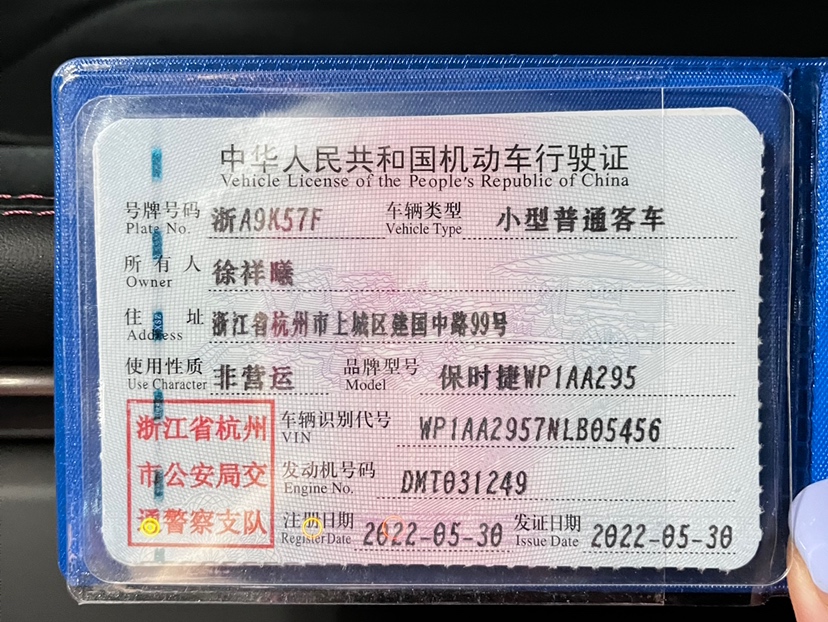 中华人民共和国机动车行驶证
Vehicle License of the People's Republic of China
号牌号码 浙A9K57F 车辆类型 小型普通客车
Plate No. Vehicle Type
所有人 徐祥曦
Owner
住址 浙江省杭州市上城区建国中路99号
Address
使用性质 非营运 品牌型号 保时捷WP1AA295
Use Character Model
浙江省杭州 车辆识别代号 WP1AA2957NLB05456
VIN
市公安局交 发动机号码 DMT031249
Engine No.
通警察支队 注册日期 2022-05-30 发证日期 2022-05-30
Register Date Issue Date